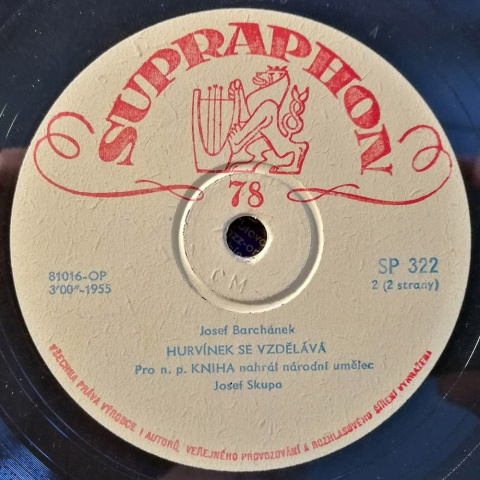 SUPRAPHON
78
CM
81016-OP
3'00"-1955
SP 322
2 (2 strany)
Josef Barchánek
HURVÍNEK SE VZDĚLÁVÁ
Pro n. p. KNIHA nahrál národní umělec
Josef Skupa
VŠECHNA PRÁVA VÝROBCE I AUTORŮ, VEŘEJNÉHO PROVOZOVÁNÍ A ROZHLASOVÉHO ŠÍŘENÍ VYHRAŽENA